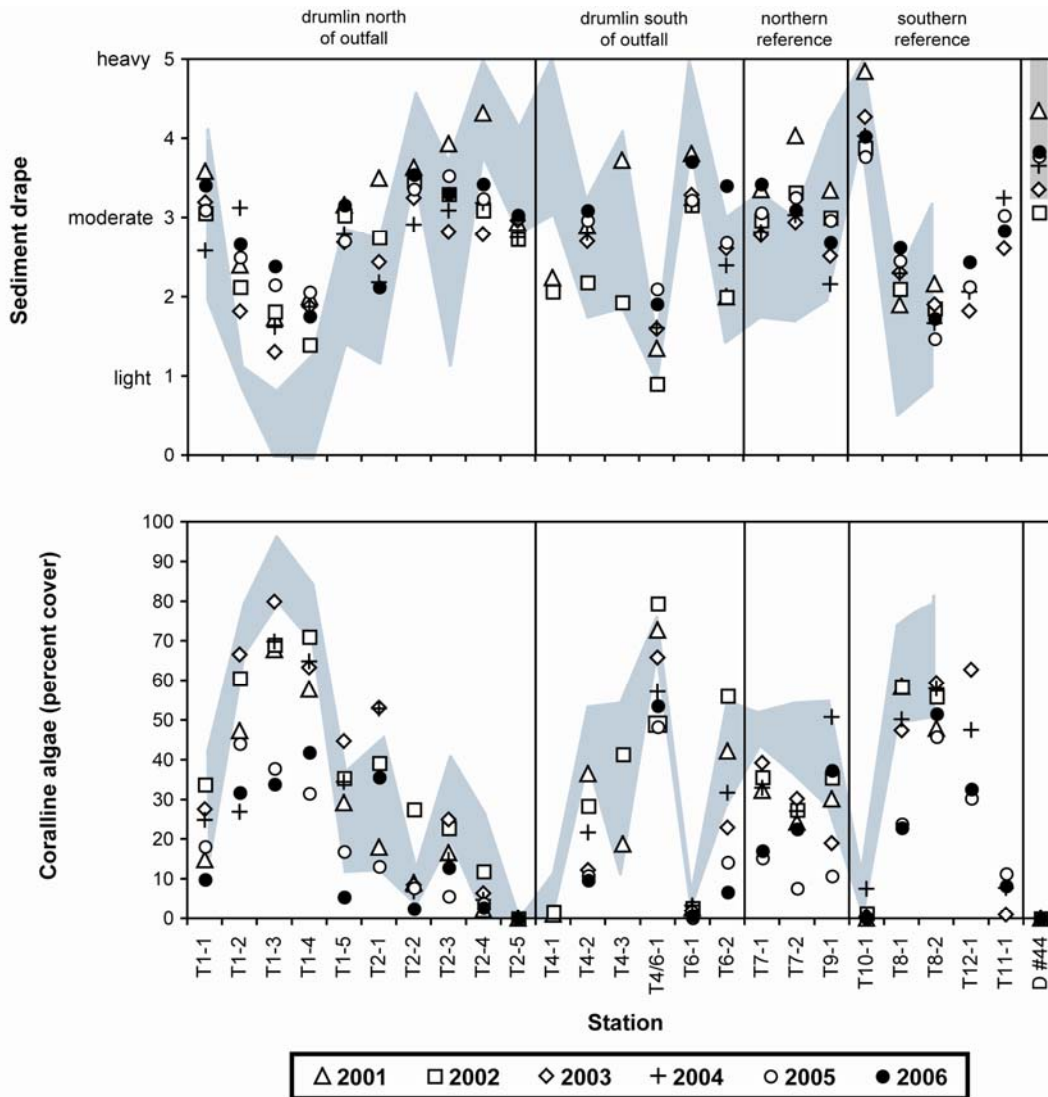 drumlin north
of outfall
drumlin south
of outfall
northern
reference
southern
reference
Sediment drape
heavy 5
4
moderate 3
2
light 1
0
Coralline algae (percent cover)
100
90
80
70
60
50
40
30
20
10
0
T1-1
T1-2
T1-3
T1-4
T1-5
T2-1
T2-2
T2-3
T2-4
T2-5
T4-1
T4-2
T4-3
T4/6-1
T6-1
T6-2
T7-1
T7-2
T9-1
T10-1
T8-1
T8-2
T12-1
T11-1
D #44
Station
2001 2002 2003 2004 2005 2006